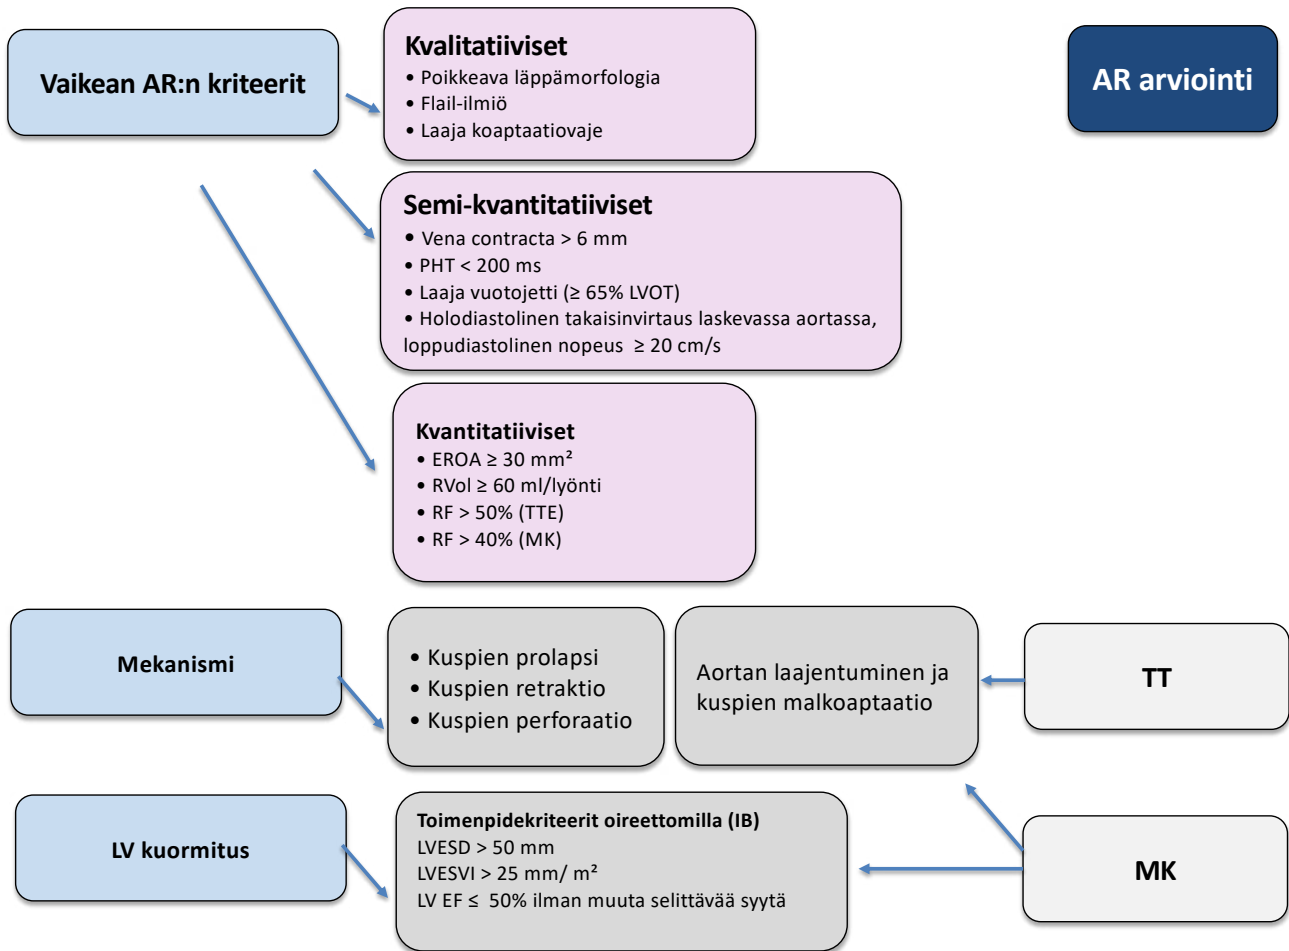 Vaikean AR:n kriteerit
Kvalitatiiviset
• Poikkeava läppämorfologia
• Flail-ilmiö
• Laaja koaptaatiovaje
AR arviointi
Semi-kvantitatiiviset
• Vena contracta > 6 mm
• PHT < 200 ms
• Laaja vuotojetti (≥ 65% LVOT)
• Holodiastolinen takaisinvirtaus laskevassa aortassa,
loppudiastolinen nopeus ≥ 20 cm/s
Kvantitatiiviset
• EROA ≥ 30 mm²
• RVol ≥ 60 ml/lyönti
• RF > 50% (TTE)
• RF > 40% (MK)
Mekanismi
• Kuspien prolapsi
• Kuspien retraktio
• Kuspien perforaatio
Aortan laajentuminen ja
kuspien malkoaptaatio
TT
LV kuormitus
Toimenpidekriteerit oireettomilla (IB)
LVESD > 50 mm
LVESVI > 25 mm/ m²
LV EF ≤ 50% ilman muuta selittävää syytä
MK